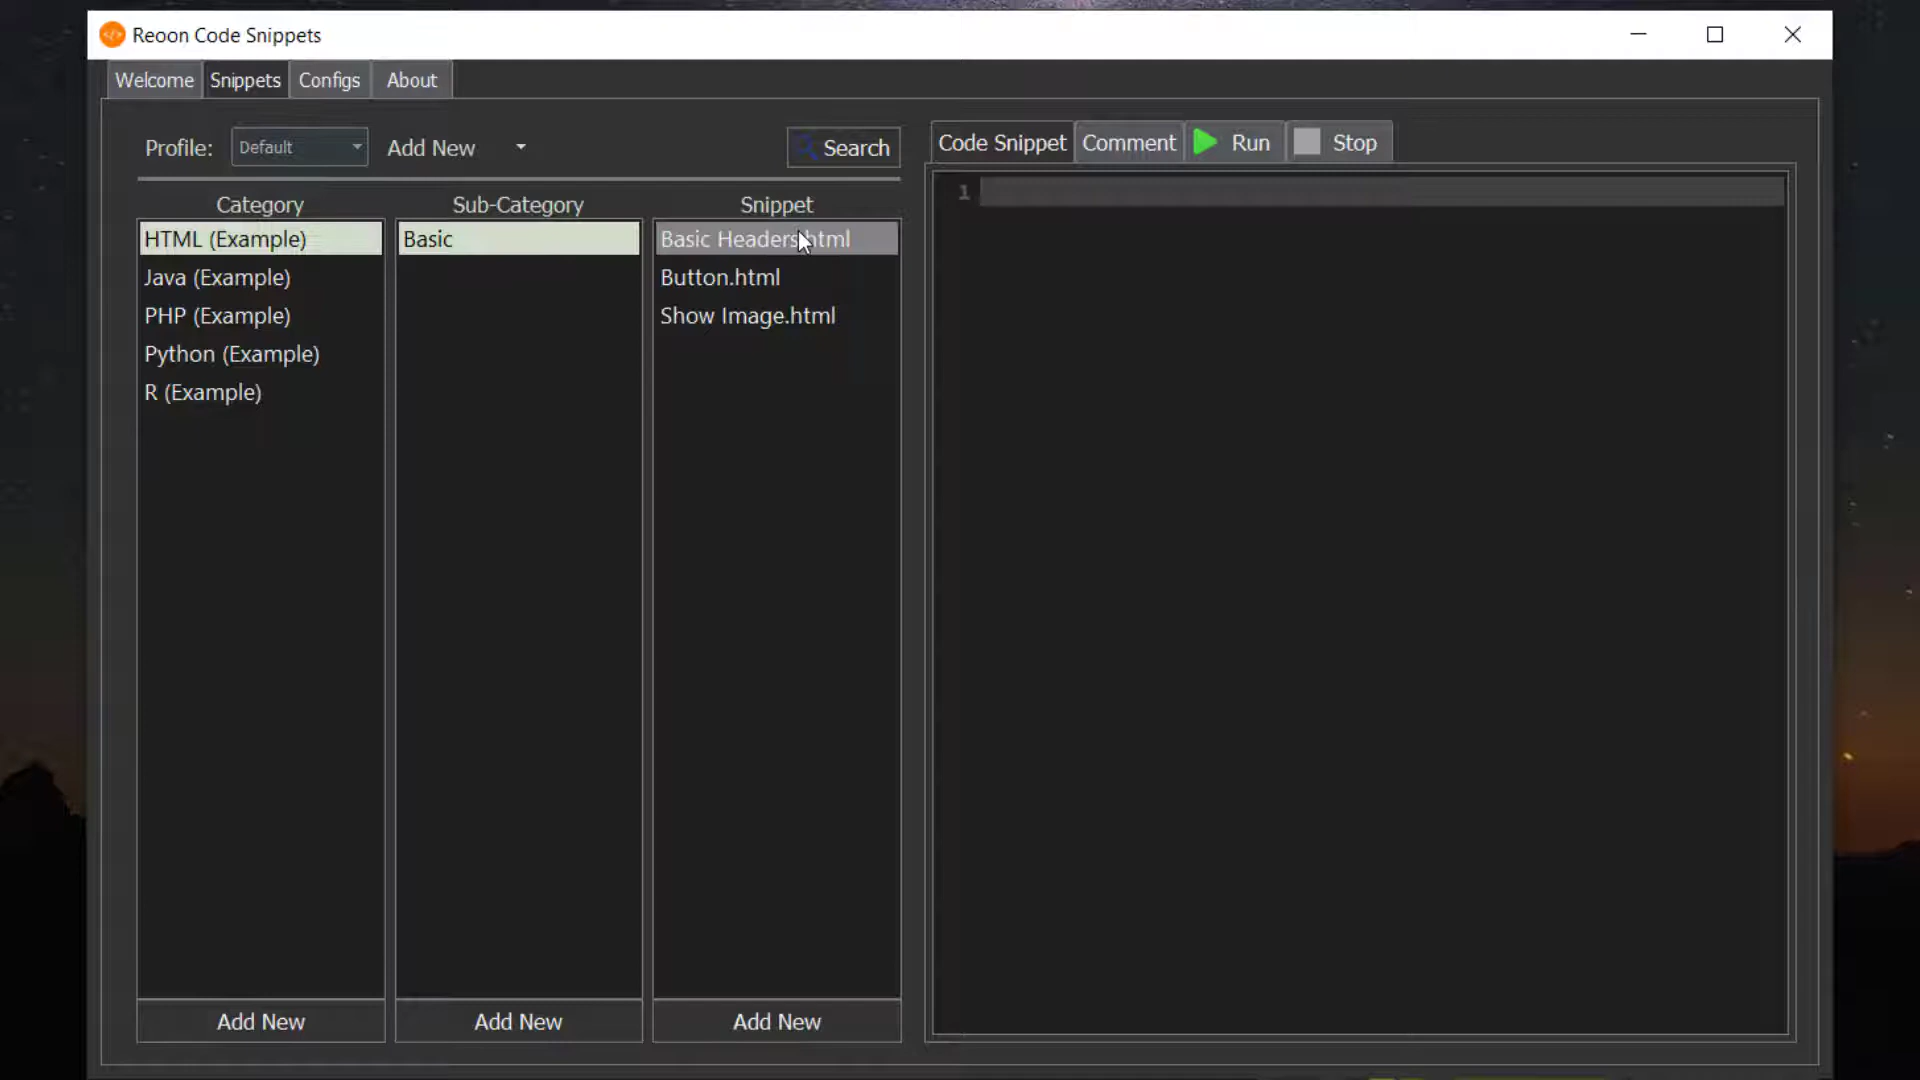 Reoon Code Snippets
Welcome Snippets Configs About
Profile: Default Add New Search
Code Snippet Comment Run Stop
Category Sub-Category Snippet
1
HTML (Example) Basic Basic Headers.html
Java (Example) Button.html
PHP (Example) Show Image.html
Python (Example)
R (Example)
Add New Add New Add New